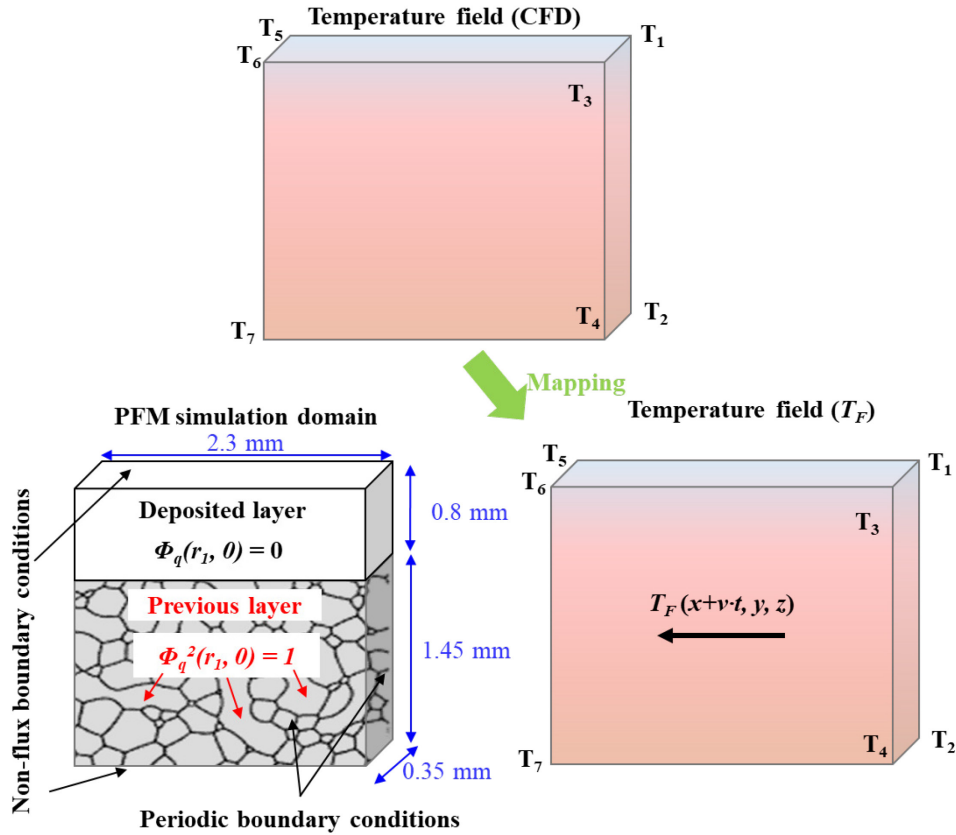 Temperature field (CFD)
T₅
T₁
T₆
T₃
T₇
T₄
T₂
Mapping
PFM simulation domain
2.3 mm
Deposited layer
Φq(r₁, 0) = 0
0.8 mm
Previous layer
Φq²(r₁, 0) = 1
1.45 mm
0.35 mm
Non-flux boundary conditions
Periodic boundary conditions
Temperature field (T_F)
T₅
T₁
T₆
T₃
T_F (x+v·t, y, z)
T₇
T₄
T₂